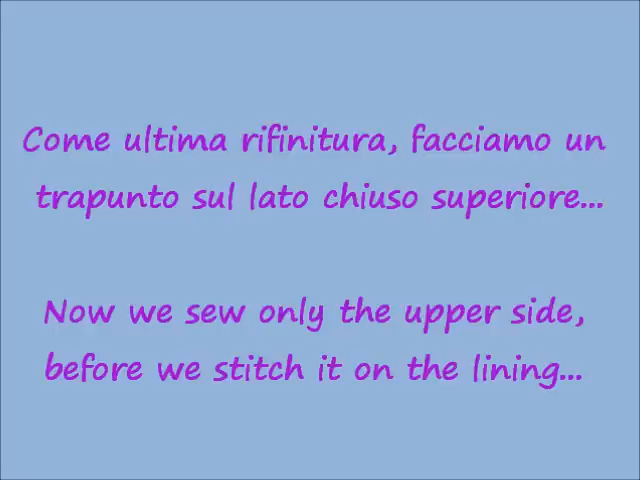 Come ultima rifinitura, facciamo un
trapunto sul lato chiuso superiore...
Now we sew only the upper side,
before we stitch it on the lining...